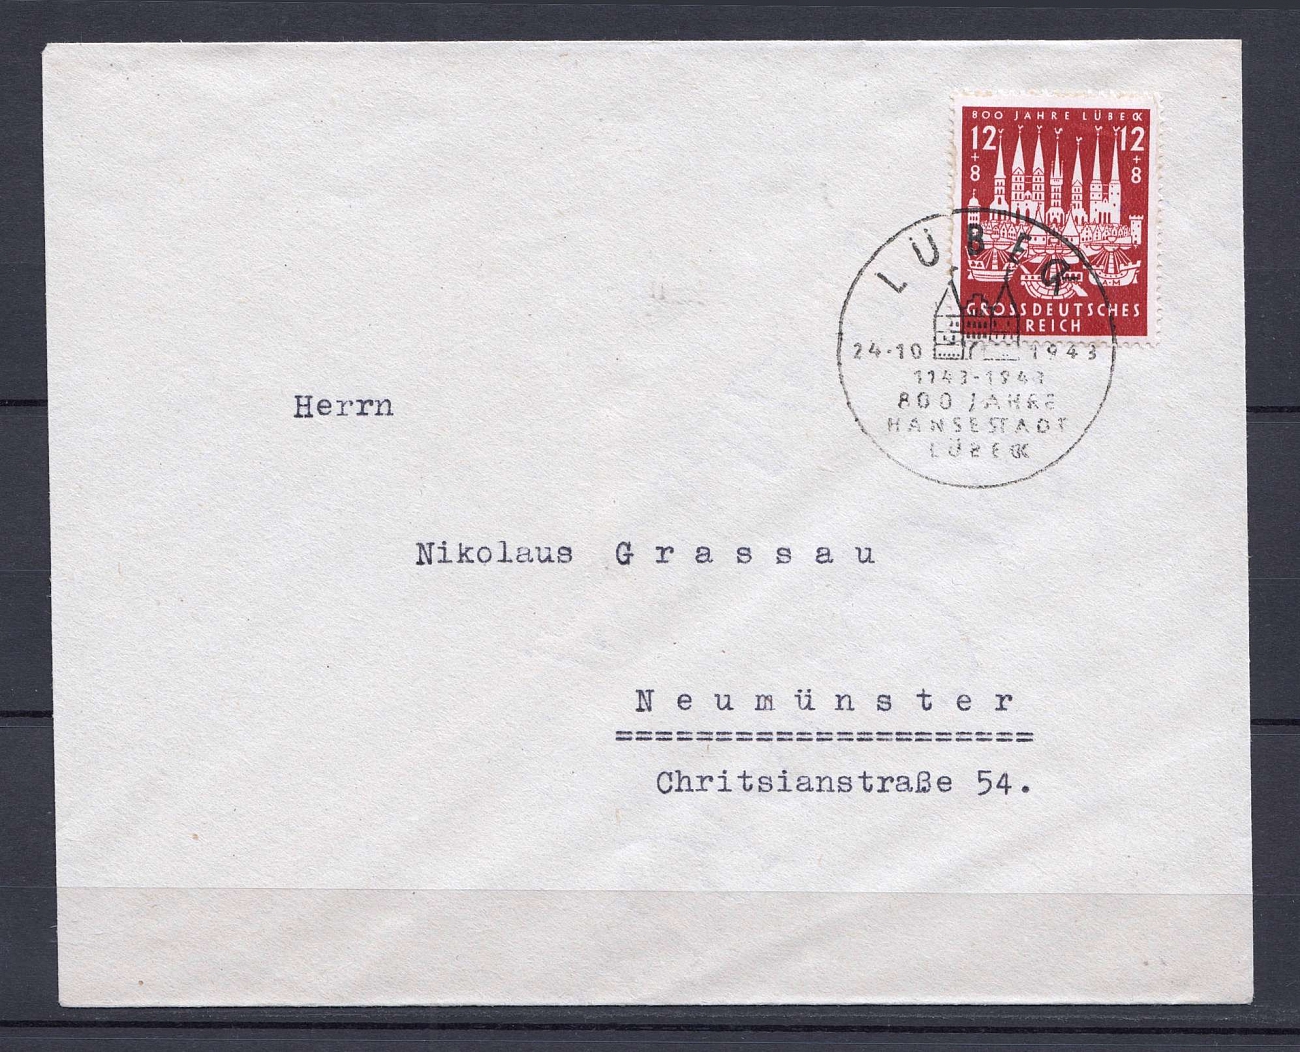 800 JAHRE LÜBECK
12 12
+ +
8 8
GROSSDEUTSCHES
REICH
LÜBECK
24.10 1943
1143-1943
800 JAHRE
HANSESTADT
LÜBECK
Herrn
Nikolaus Grassau
Neumünster
=====================
Chritsianstraße 54.